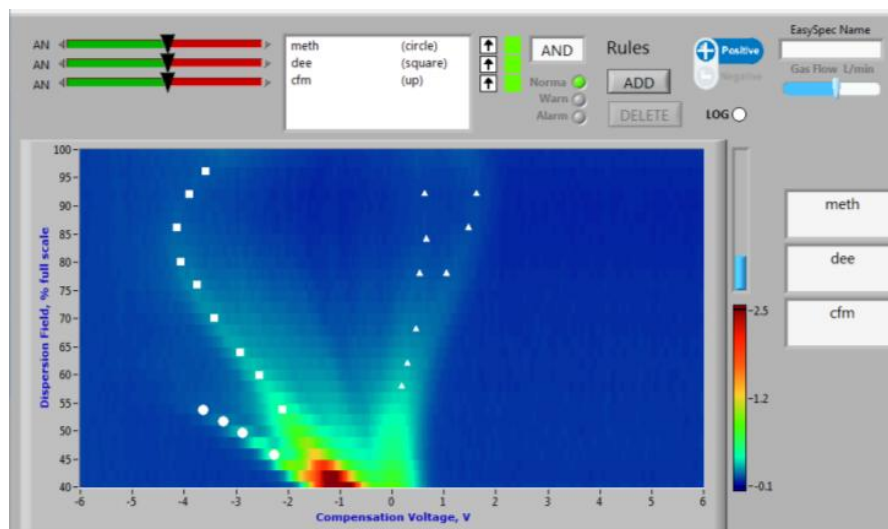 EasySpec Name
AN
AN
AN
meth (circle)
dee (square)
cfm (up)
AND
Rules
Positive
Negative
Gas Flow L/min
Norma
Warn
Alarm
ADD
DELETE
LOG
100-
95-
90-
85-
80-
75-
70-
65-
60-
55-
50-
45-
40-
Dispersion Field, % full scale
-6 -5 -4 -3 -2 -1 0 1 2 3 4 5 6
Compensation Voltage, V
-2.5
-1.2
--0.1
meth
dee
cfm